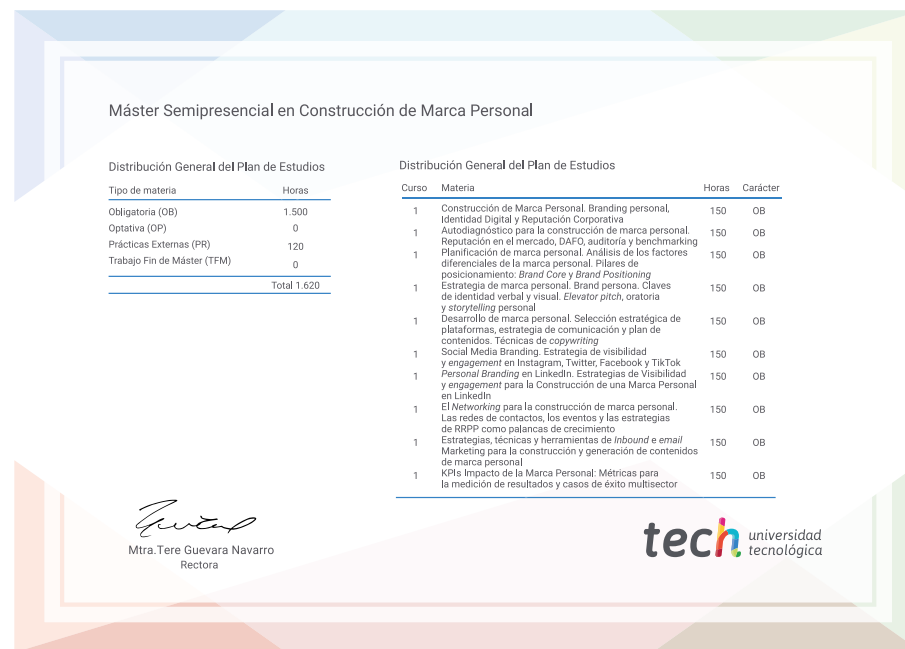 Máster Semipresencial en Construcción de Marca Personal
Distribución General del Plan de Estudios
Tipo de materia Horas
Obligatoria (OB) 1.500
Optativa (OP) 0
Prácticas Externas (PR) 120
Trabajo Fin de Máster (TFM) 0
Total 1.620
Distribución General del Plan de Estudios
Curso Materia Horas Carácter
1 Construcción de Marca Personal. Branding personal, 150 OB
Identidad Digital y Reputación Corporativa
1 Autodiagnóstico para la construcción de marca personal. 150 OB
Reputación en el mercado, DAFO, auditoría y benchmarking
1 Planificación de marca personal. Análisis de los factores 150 OB
diferenciales de la marca personal. Pilares de
posicionamiento: Brand Core y Brand Positioning
1 Estrategia de marca personal. Brand persona. Claves 150 OB
de identidad verbal y visual. Elevator pitch, oratoria
y storytelling personal
1 Desarrollo de marca personal. Selección estratégica de 150 OB
plataformas, estrategia de comunicación y plan de
contenidos. Técnicas de copywriting
1 Social Media Branding. Estrategia de visibilidad 150 OB
y engagement en Instagram, Twitter, Facebook y TikTok
1 Personal Branding en LinkedIn. Estrategias de Visibilidad 150 OB
y engagement para la Construcción de una Marca Personal
en LinkedIn
1 El Networking para la construcción de marca personal. 150 OB
Las redes de contactos, los eventos y las estrategias
de RRPP como palancas de crecimiento
1 Estrategias, técnicas y herramientas de Inbound e email 150 OB
Marketing para la construcción y generación de contenidos
de marca personal
1 KPIs Impacto de la Marca Personal: Métricas para 150 OB
la medición de resultados y casos de éxito multisector
Mtra.Tere Guevara Navarro
Rectora
tech universidad
tecnológica